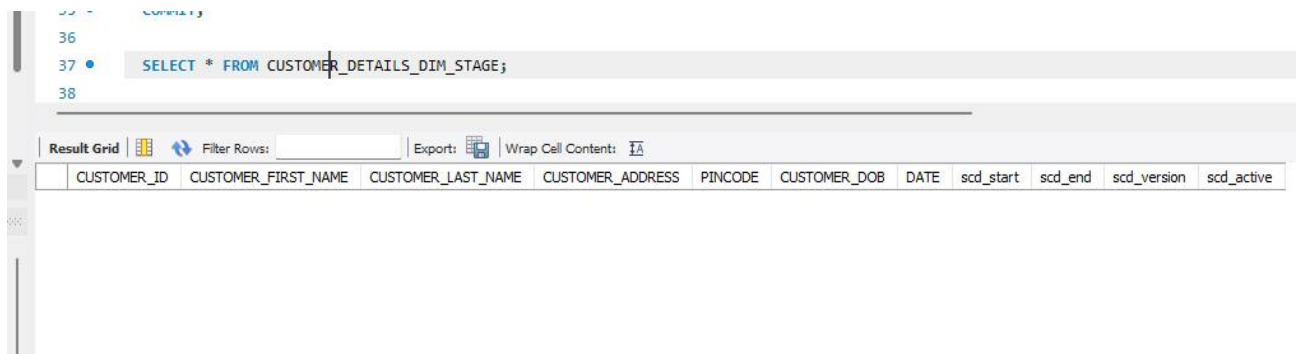 36
37 SELECT * FROM CUSTOMER_DETAILS_DIM_STAGE;
38
Result Grid Filter Rows: Export: Wrap Cell Content: IA
CUSTOMER_ID CUSTOMER_FIRST_NAME CUSTOMER_LAST_NAME CUSTOMER_ADDRESS PINCODE CUSTOMER_DOB DATE scd_start scd_end scd_version scd_active